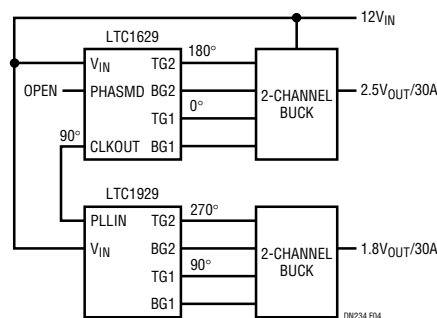 12VIN
LTC1629
VIN
TG2
180°
OPEN
PHASMD
BG2
2-CHANNEL
BUCK
2.5VOUT/30A
TG1
0°
90°
CLKOUT
BG1
LTC1929
PLLIN
TG2
270°
VIN
BG2
2-CHANNEL
BUCK
1.8VOUT/30A
TG1
90°
BG1
DN234 F04